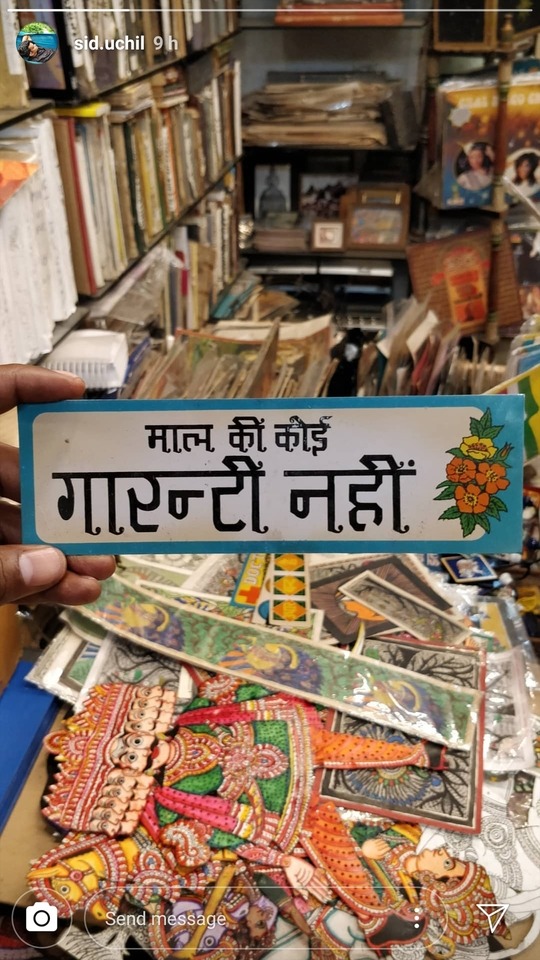 sid.uchil 9 h
माल की कोई
गारन्टी नहीं
Send message